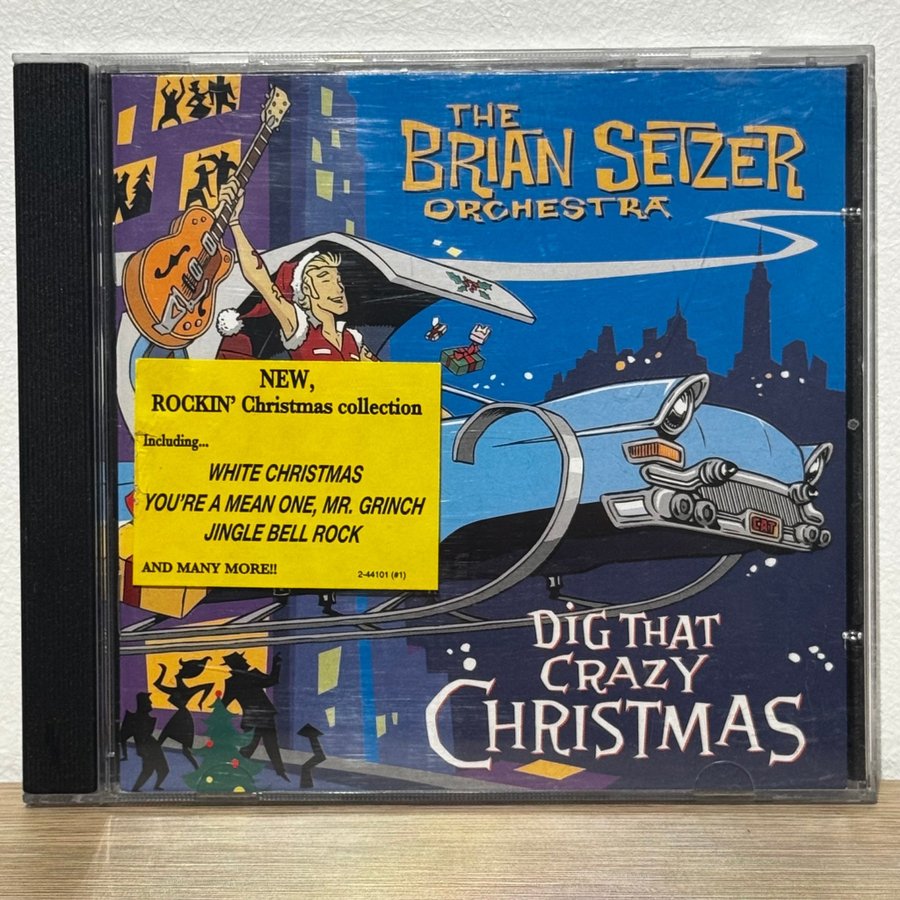 THE
BRIAN SETZER
ORCHESTRA
NEW,
ROCKIN' Christmas collection
Including...
WHITE CHRISTMAS
YOU'RE A MEAN ONE, MR. GRINCH
JINGLE BELL ROCK
AND MANY MORE!!
2-44101 (#1)
CAT
DIG THAT
CRAZY
CHRISTMAS